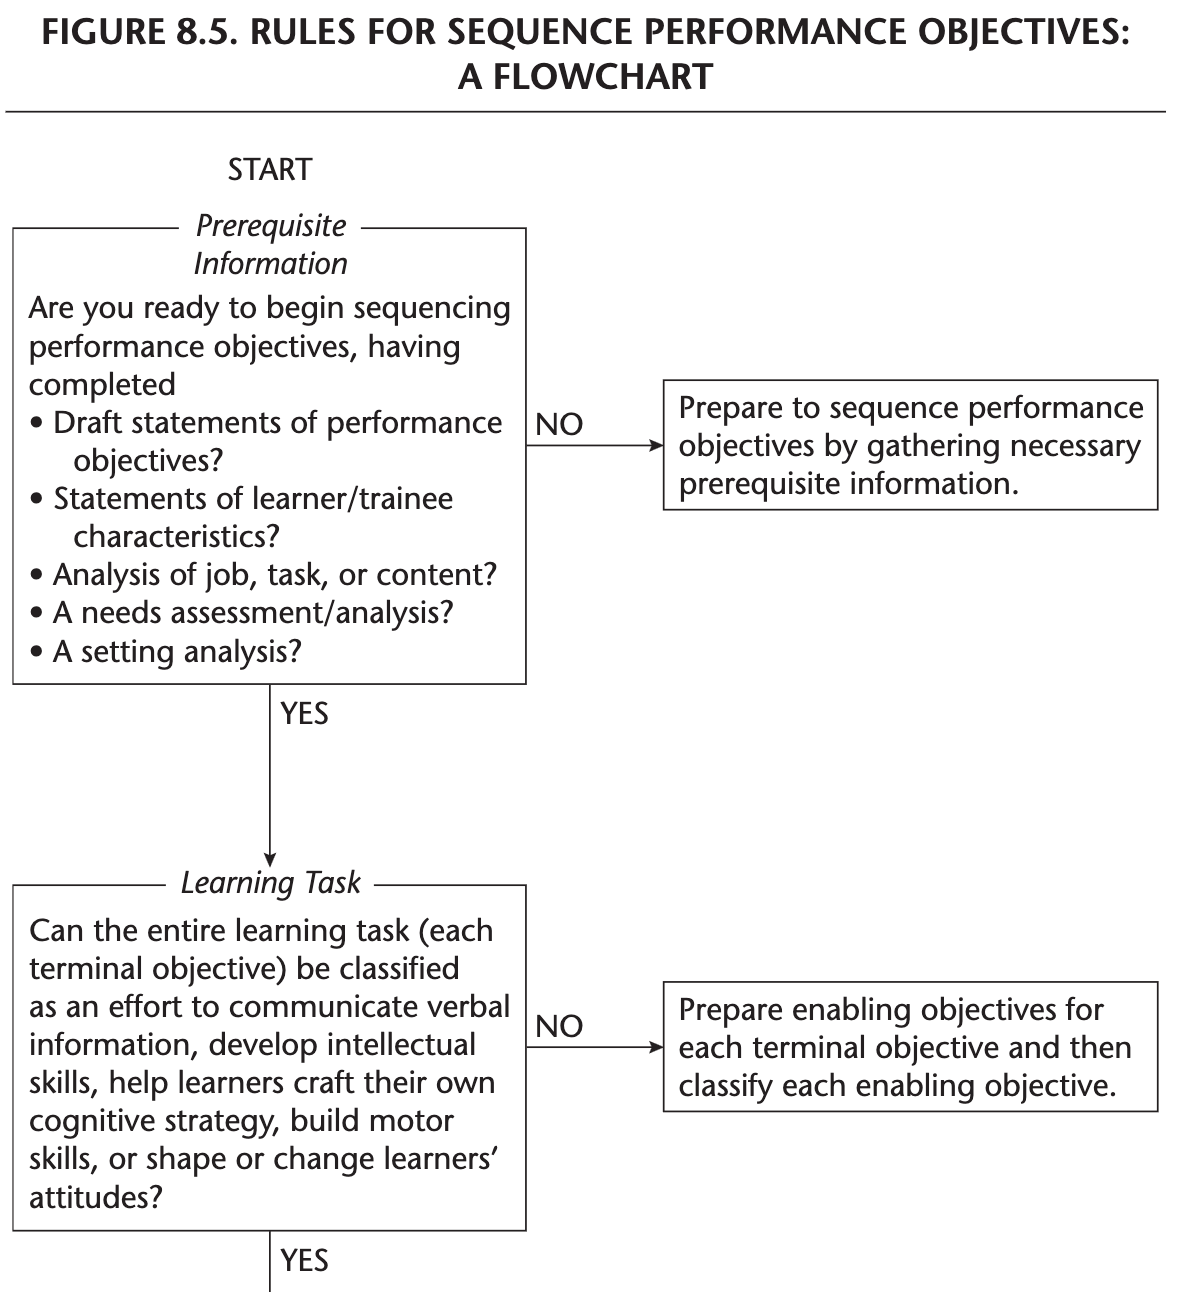 FIGURE 8.5. RULES FOR SEQUENCE PERFORMANCE OBJECTIVES:
A FLOWCHART
START
Prerequisite
Information
Are you ready to begin sequencing
performance objectives, having
completed
• Draft statements of performance
objectives?
• Statements of learner/trainee
characteristics?
• Analysis of job, task, or content?
• A needs assessment/analysis?
• A setting analysis?
NO
Prepare to sequence performance
objectives by gathering necessary
prerequisite information.
YES
Learning Task
Can the entire learning task (each
terminal objective) be classified
as an effort to communicate verbal
information, develop intellectual
skills, help learners craft their own
cognitive strategy, build motor
skills, or shape or change learners’
attitudes?
NO
Prepare enabling objectives for
each terminal objective and then
classify each enabling objective.
YES